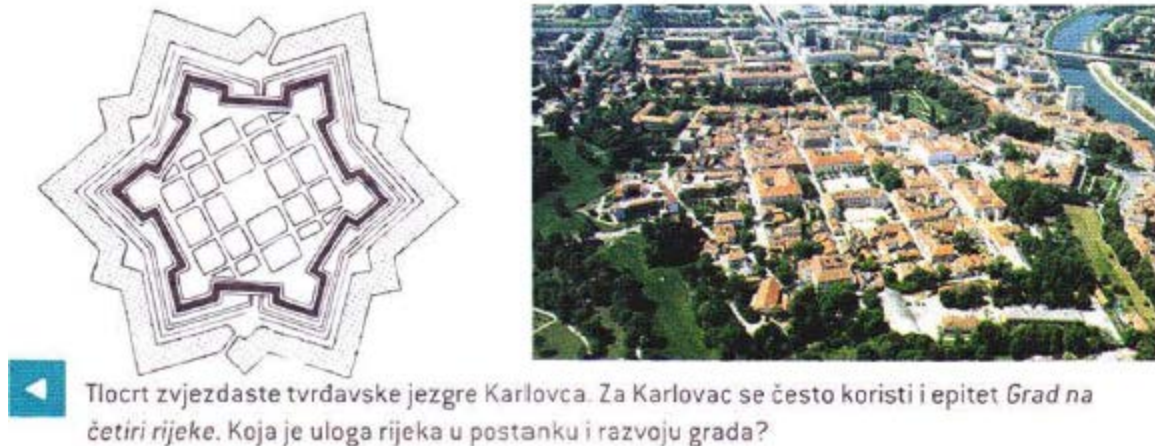 Tlocrt zvjezdaste tvrđavske jezgre Karlovca. Za Karlovac se često koristi i epitet Grad na
četiri rijeke. Koja je uloga rijeka u postanku i razvoju grada?